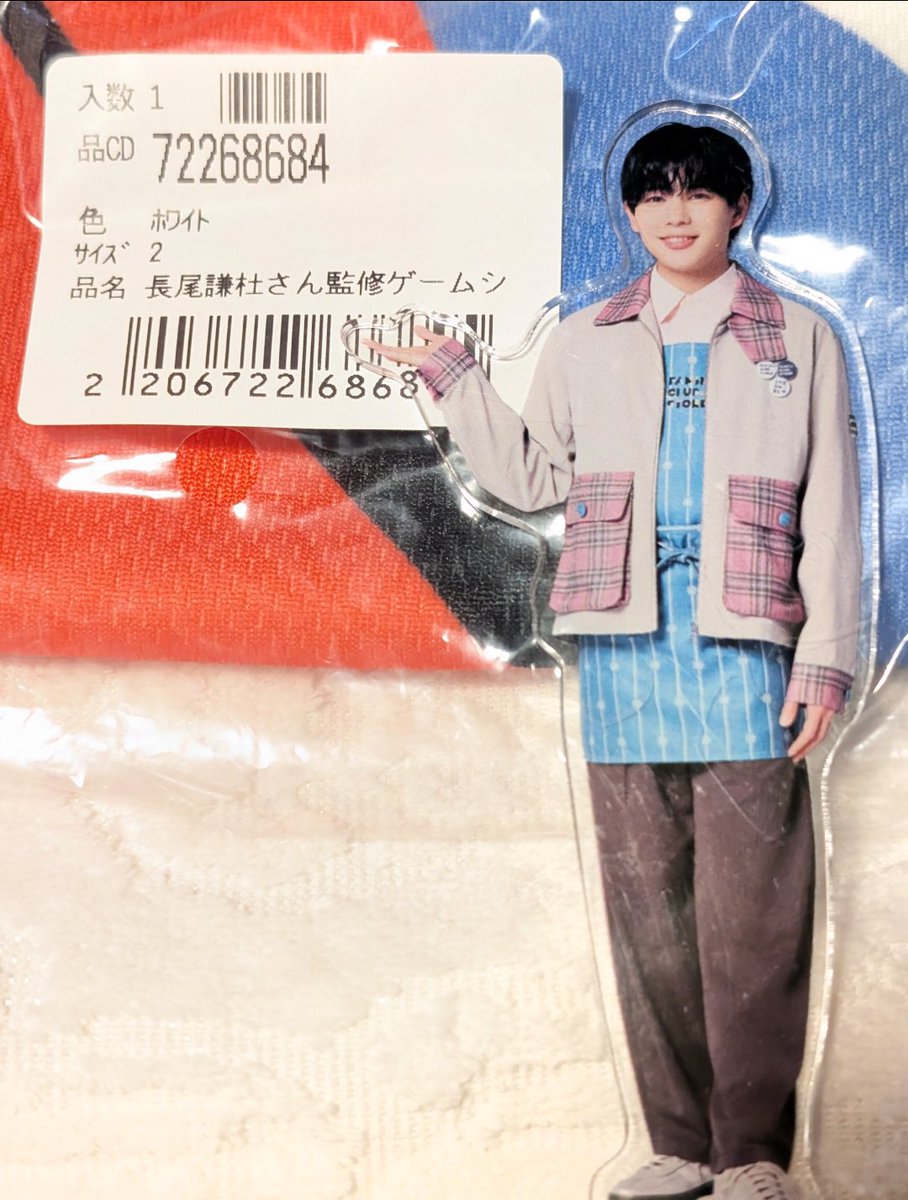 入数 1
品CD 72268684
色 ホワイト
サイズ 2
品名 長尾謙杜さん監修ゲームシ
2 206722 6868